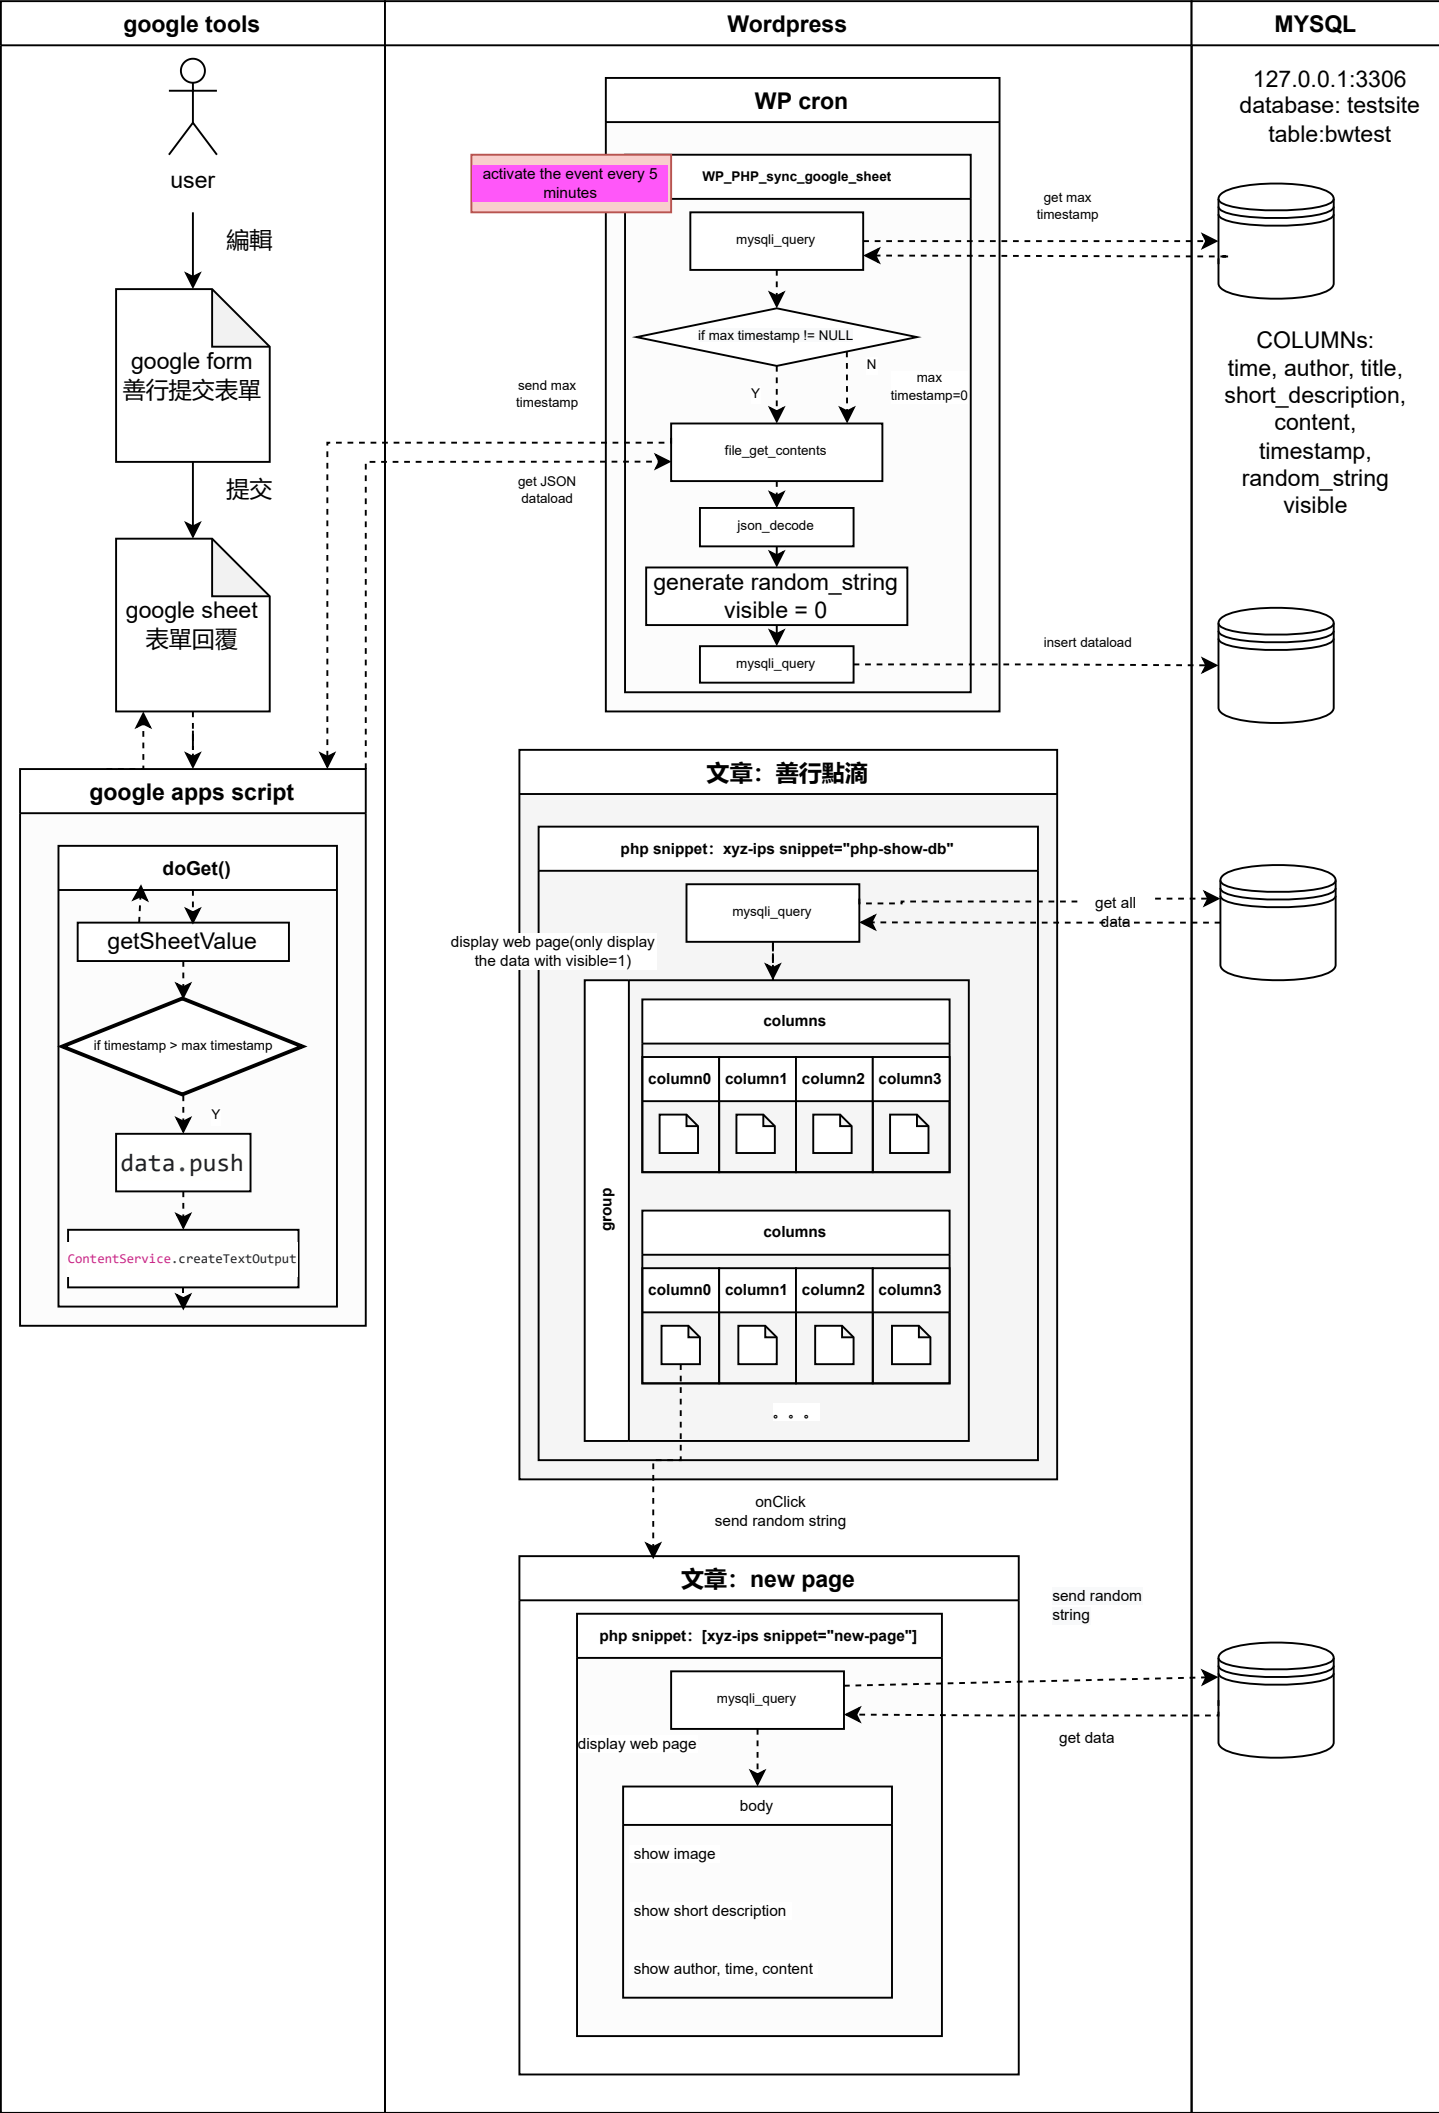 google tools
Wordpress
MYSQL
user
編輯
google form
善行提交表單
提交
google sheet
表單回覆
google apps script
doGet()
getSheetValue
if timestamp > max timestamp
Y
data.push
ContentService.createTextOutput
WP cron
activate the event every 5
minutes
WP_PHP_sync_google_sheet
mysqli_query
get max
timestamp
if max timestamp != NULL
N
Y
max
timestamp=0
send max
timestamp
file_get_contents
get JSON
dataload
json_decode
generate random_string
visible = 0
mysqli_query
insert dataload
127.0.0.1:3306
database: testsite
table:bwtest
COLUMNs:
time, author, title,
short_description,
content,
timestamp,
random_string
visible
文章：善行點滴
php snippet：xyz-ips snippet="php-show-db"
mysqli_query
get all
data
display web page(only display
the data with visible=1)
group
columns
column0 column1 column2 column3
columns
column0 column1 column2 column3
。。。
onClick
send random string
文章：new page
php snippet：[xyz-ips snippet="new-page"]
mysqli_query
send random
string
get data
display web page
body
show image
show short description
show author, time, content